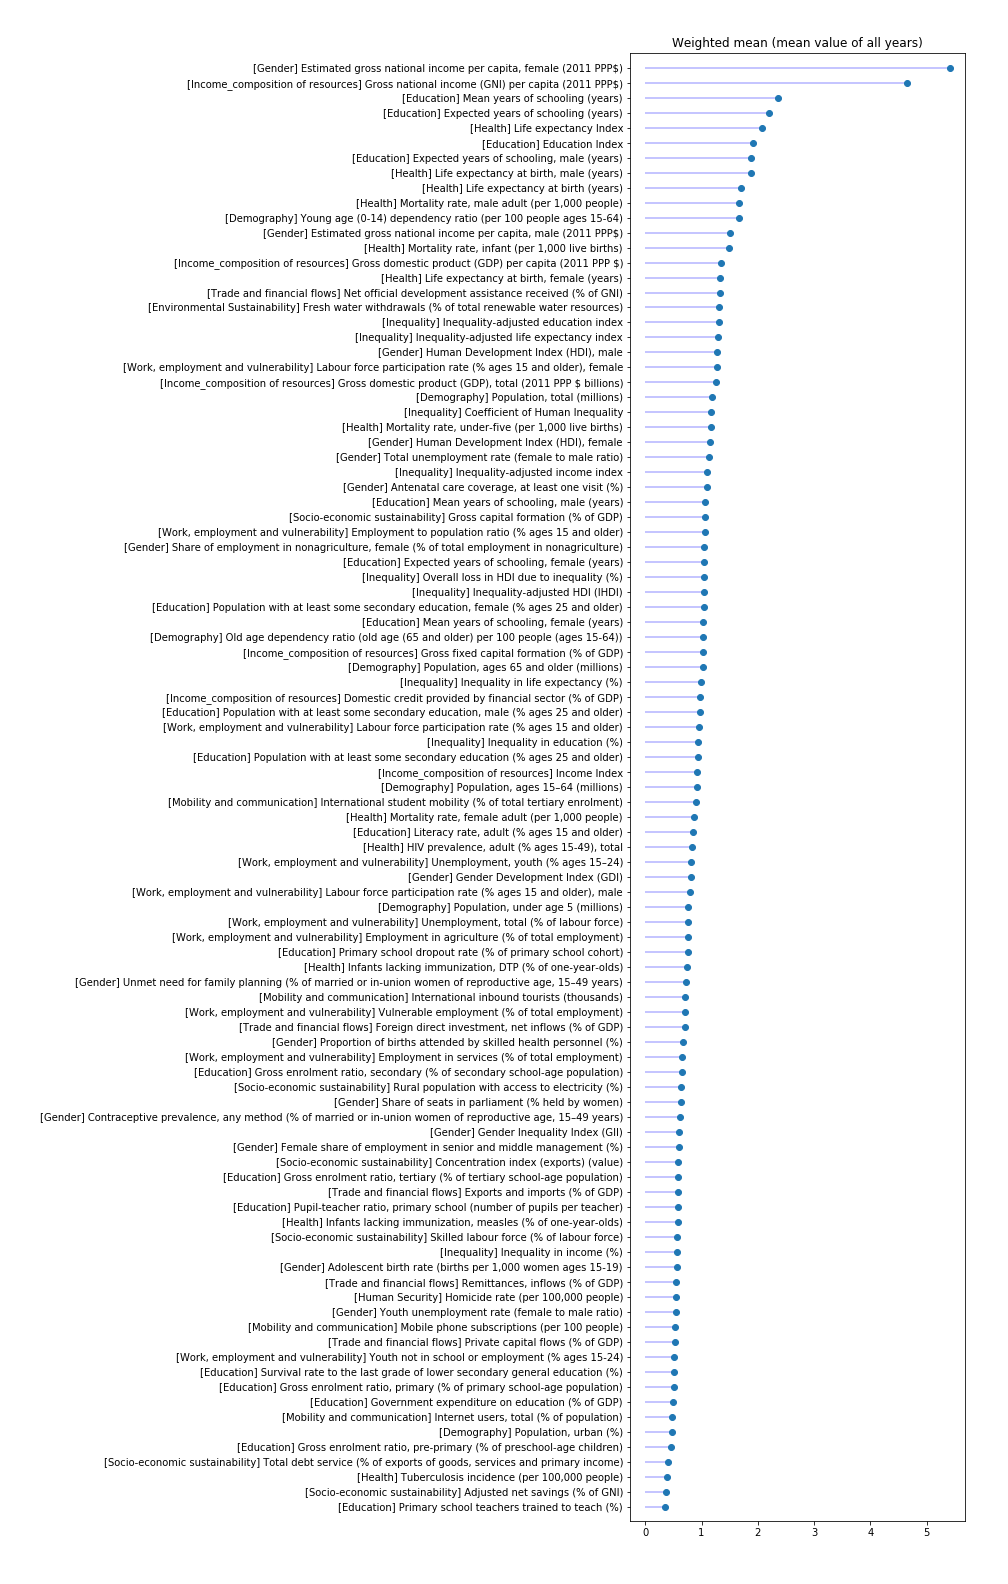 Weighted mean (mean value of all years)
[Gender] Estimated gross national income per capita, female (2011 PPP$)
[Income_composition of resources] Gross national income (GNI) per capita (2011 PPP$)
[Education] Mean years of schooling (years)
[Education] Expected years of schooling (years)
[Health] Life expectancy Index
[Education] Education Index
[Education] Expected years of schooling, male (years)
[Health] Life expectancy at birth, male (years)
[Health] Life expectancy at birth (years)
[Health] Mortality rate, male adult (per 1,000 people)
[Demography] Young age (0-14) dependency ratio (per 100 people ages 15-64)
[Gender] Estimated gross national income per capita, male (2011 PPP$)
[Health] Mortality rate, infant (per 1,000 live births)
[Income_composition of resources] Gross domestic product (GDP) per capita (2011 PPP $)
[Health] Life expectancy at birth, female (years)
[Trade and financial flows] Net official development assistance received (% of GNI)
[Environmental Sustainability] Fresh water withdrawals (% of total renewable water resources)
[Inequality] Inequality-adjusted education index
[Inequality] Inequality-adjusted life expectancy index
[Gender] Human Development Index (HDI), male
[Work, employment and vulnerability] Labour force participation rate (% ages 15 and older), female
[Income_composition of resources] Gross domestic product (GDP), total (2011 PPP $ billions)
[Demography] Population, total (millions)
[Inequality] Coefficient of Human Inequality
[Health] Mortality rate, under-five (per 1,000 live births)
[Gender] Human Development Index (HDI), female
[Gender] Total unemployment rate (female to male ratio)
[Inequality] Inequality-adjusted income index
[Gender] Antenatal care coverage, at least one visit (%)
[Education] Mean years of schooling, male (years)
[Socio-economic sustainability] Gross capital formation (% of GDP)
[Work, employment and vulnerability] Employment to population ratio (% ages 15 and older)
[Gender] Share of employment in nonagriculture, female (% of total employment in nonagriculture)
[Education] Expected years of schooling, female (years)
[Inequality] Overall loss in HDI due to inequality (%)
[Inequality] Inequality-adjusted HDI (IHDI)
[Education] Population with at least some secondary education, female (% ages 25 and older)
[Education] Mean years of schooling, female (years)
[Demography] Old age dependency ratio (old age (65 and older) per 100 people (ages 15-64))
[Income_composition of resources] Gross fixed capital formation (% of GDP)
[Demography] Population, ages 65 and older (millions)
[Inequality] Inequality in life expectancy (%)
[Income_composition of resources] Domestic credit provided by financial sector (% of GDP)
[Education] Population with at least some secondary education, male (% ages 25 and older)
[Work, employment and vulnerability] Labour force participation rate (% ages 15 and older)
[Inequality] Inequality in education (%)
[Education] Population with at least some secondary education (% ages 25 and older)
[Income_composition of resources] Income Index
[Demography] Population, ages 15–64 (millions)
[Mobility and communication] International student mobility (% of total tertiary enrolment)
[Health] Mortality rate, female adult (per 1,000 people)
[Education] Literacy rate, adult (% ages 15 and older)
[Health] HIV prevalence, adult (% ages 15-49), total
[Work, employment and vulnerability] Unemployment, youth (% ages 15–24)
[Gender] Gender Development Index (GDI)
[Work, employment and vulnerability] Labour force participation rate (% ages 15 and older), male
[Demography] Population, under age 5 (millions)
[Work, employment and vulnerability] Unemployment, total (% of labour force)
[Work, employment and vulnerability] Employment in agriculture (% of total employment)
[Education] Primary school dropout rate (% of primary school cohort)
[Health] Infants lacking immunization, DTP (% of one-year-olds)
[Gender] Unmet need for family planning (% of married or in-union women of reproductive age, 15–49 years)
[Mobility and communication] International inbound tourists (thousands)
[Work, employment and vulnerability] Vulnerable employment (% of total employment)
[Trade and financial flows] Foreign direct investment, net inflows (% of GDP)
[Gender] Proportion of births attended by skilled health personnel (%)
[Work, employment and vulnerability] Employment in services (% of total employment)
[Education] Gross enrolment ratio, secondary (% of secondary school-age population)
[Socio-economic sustainability] Rural population with access to electricity (%)
[Gender] Share of seats in parliament (% held by women)
[Gender] Contraceptive prevalence, any method (% of married or in-union women of reproductive age, 15–49 years)
[Gender] Gender Inequality Index (GII)
[Gender] Female share of employment in senior and middle management (%)
[Socio-economic sustainability] Concentration index (exports) (value)
[Education] Gross enrolment ratio, tertiary (% of tertiary school-age population)
[Trade and financial flows] Exports and imports (% of GDP)
[Education] Pupil-teacher ratio, primary school (number of pupils per teacher)
[Health] Infants lacking immunization, measles (% of one-year-olds)
[Socio-economic sustainability] Skilled labour force (% of labour force)
[Inequality] Inequality in income (%)
[Gender] Adolescent birth rate (births per 1,000 women ages 15-19)
[Trade and financial flows] Remittances, inflows (% of GDP)
[Human Security] Homicide rate (per 100,000 people)
[Gender] Youth unemployment rate (female to male ratio)
[Mobility and communication] Mobile phone subscriptions (per 100 people)
[Trade and financial flows] Private capital flows (% of GDP)
[Work, employment and vulnerability] Youth not in school or employment (% ages 15-24)
[Education] Survival rate to the last grade of lower secondary general education (%)
[Education] Gross enrolment ratio, primary (% of primary school-age population)
[Education] Government expenditure on education (% of GDP)
[Mobility and communication] Internet users, total (% of population)
[Demography] Population, urban (%)
[Education] Gross enrolment ratio, pre-primary (% of preschool-age children)
[Socio-economic sustainability] Total debt service (% of exports of goods, services and primary income)
[Health] Tuberculosis incidence (per 100,000 people)
[Socio-economic sustainability] Adjusted net savings (% of GNI)
[Education] Primary school teachers trained to teach (%)
0 1 2 3 4 5